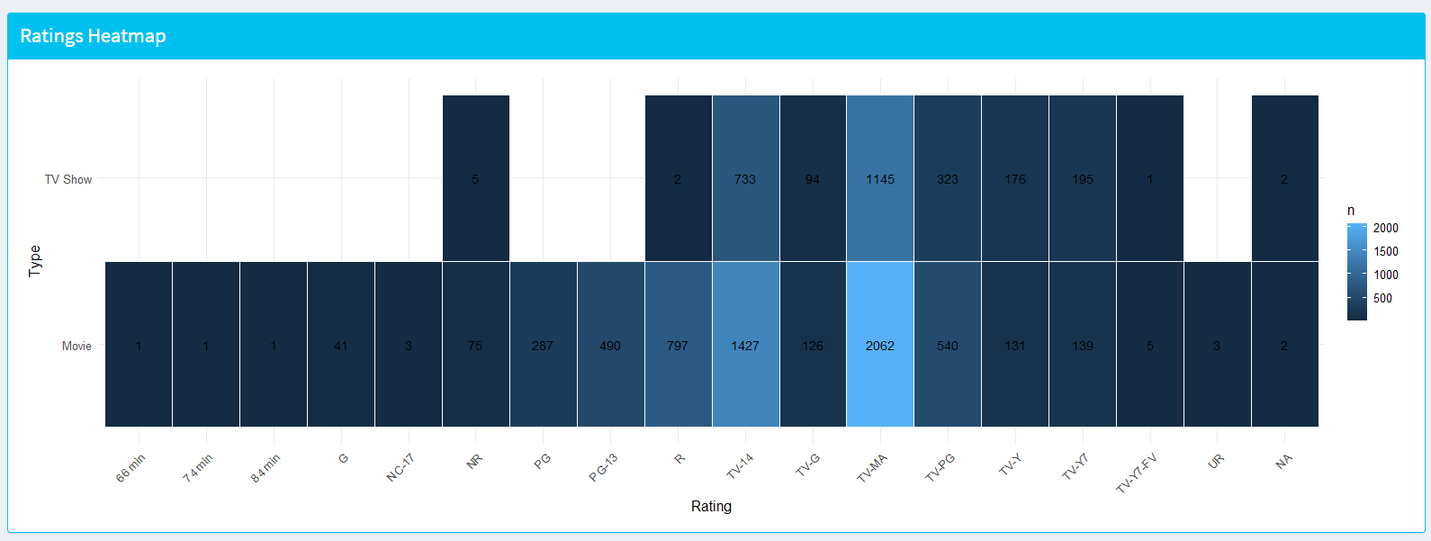 Ratings Heatmap
TV Show
5
2
733
94
1145
323
176
195
1
2
Movie
1
1
1
41
3
75
287
490
797
1427
126
2062
540
131
139
5
3
2
66 min
74 min
84 min
G
NC-17
NR
PG
PG-13
R
TV-14
TV-G
TV-MA
TV-PG
TV-Y
TV-Y7
TV-Y7-FV
UR
NA
Type
Rating
n
2000
1500
1000
500